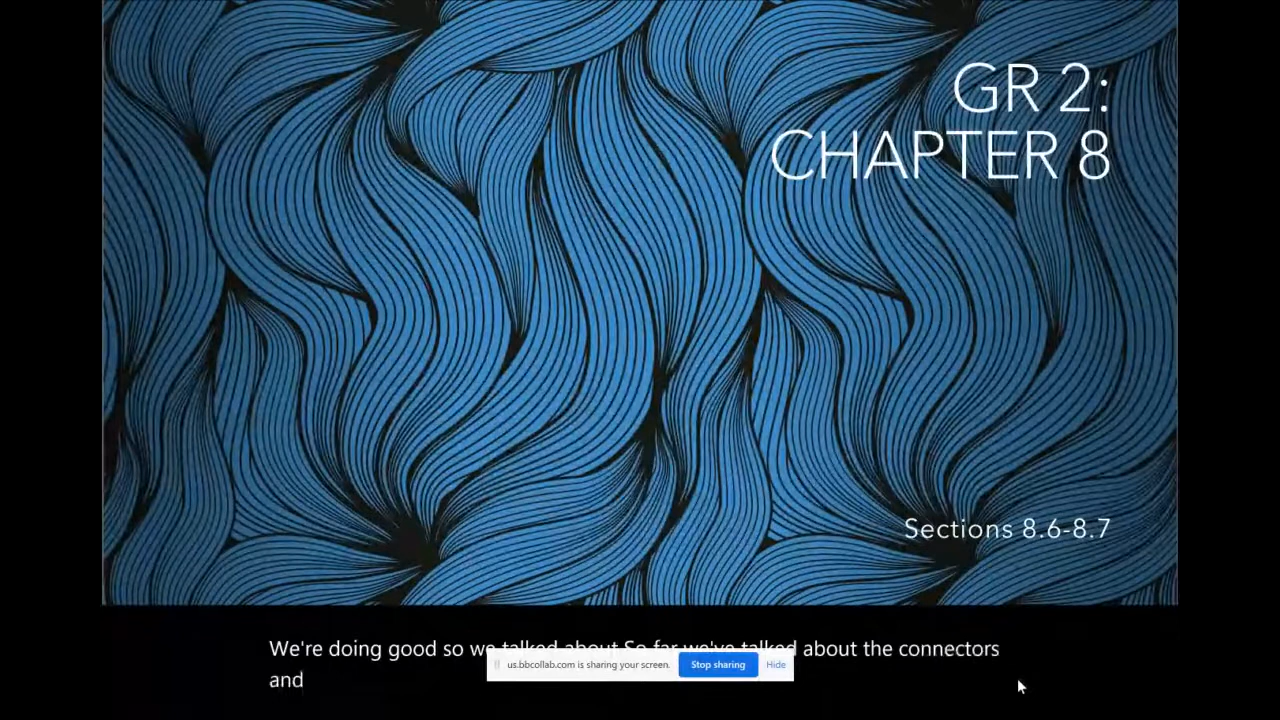 GR 2:
CHAPTER 8
Sections 8.6-8.7
We're doing good so we talked about So far we've talked about the connectors
and
us.bbcollab.com is sharing your screen. Stop sharing Hide